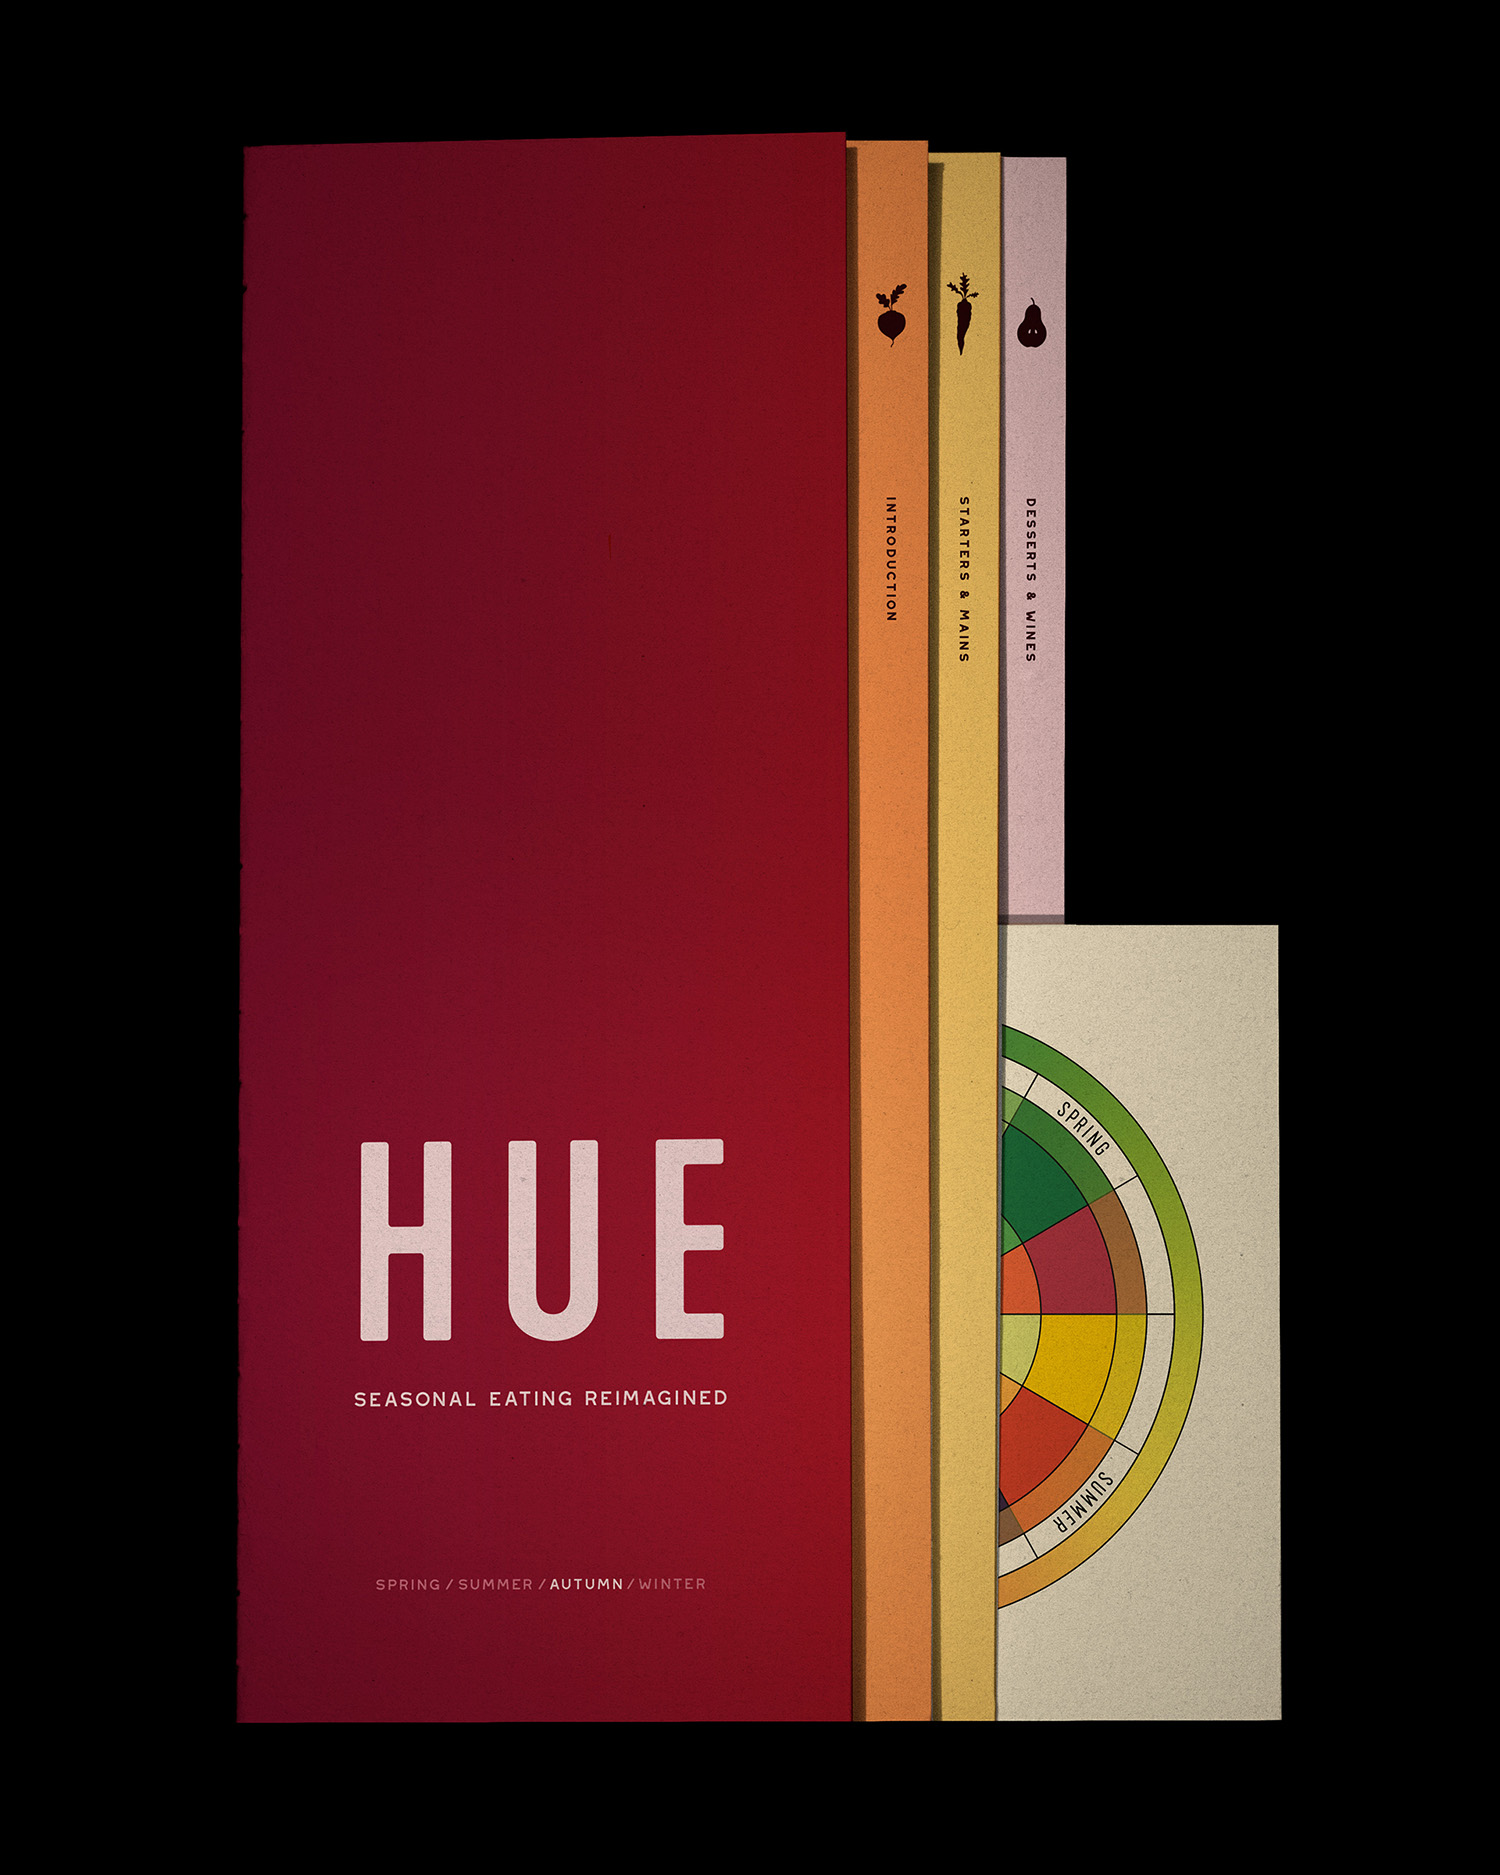 HUE
SEASONAL EATING REIMAGINED
SPRING / SUMMER / AUTUMN / WINTER
INTRODUCTION
STARTERS & MAINS
DESSERTS & WINES
SPRING
SUMMER